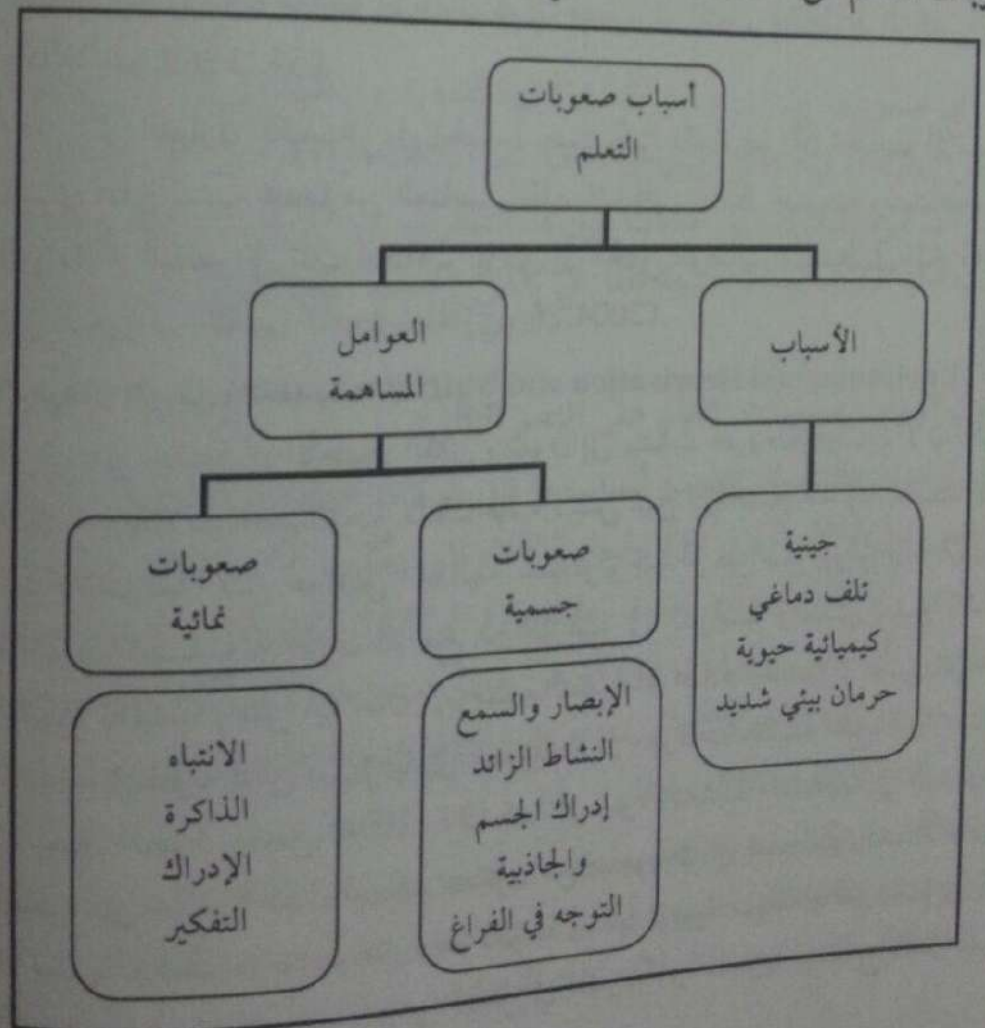 أسباب صعوبات
التعلم
الأسباب
العوامل
المساهمة
جينية
تلف دماغي
كيميائية حيوية
حرمان بيئي شديد
صعوبات
جسمية
الإبصار والسمع
النشاط الزائد
إدراك الجسم
والجاذبية
التوجه في الفراغ
صعوبات
نمائية
الانتباه
الذاكرة
الإدراك
التفكير